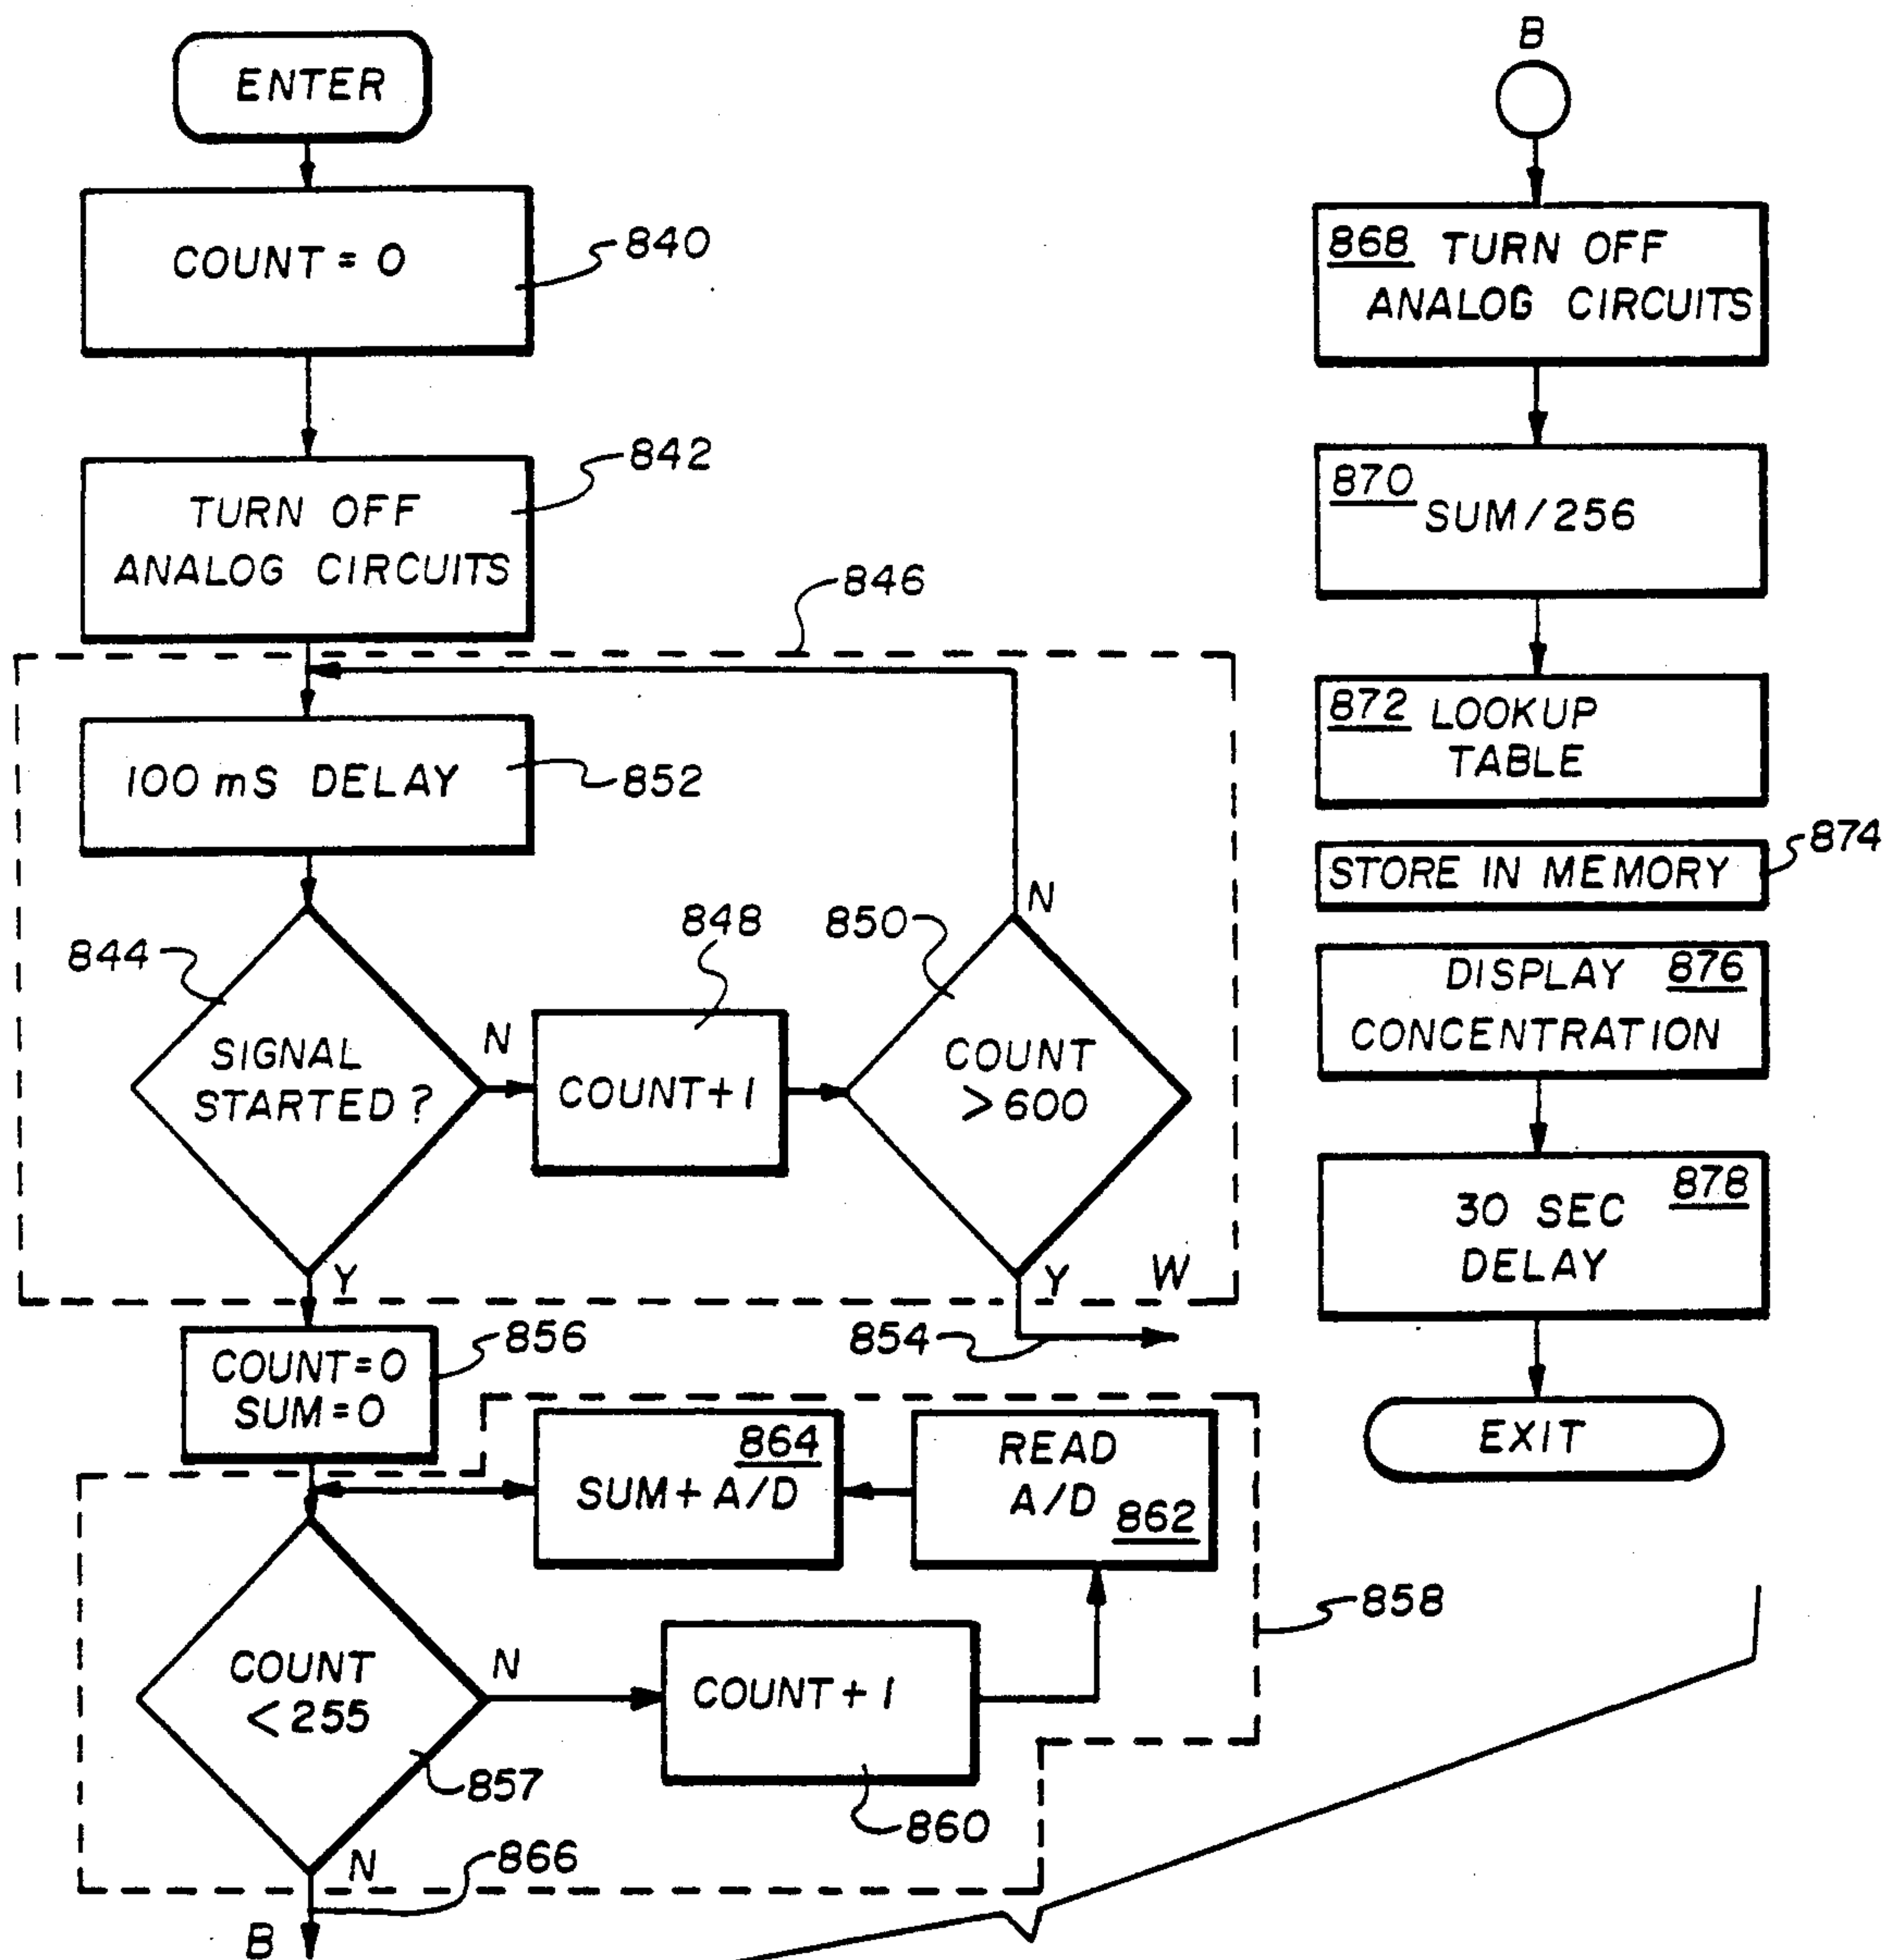 ENTER
COUNT = 0
840
TURN OFF
ANALOG CIRCUITS
842
846
100 mS DELAY
852
844
SIGNAL
STARTED?
N
848
COUNT+1
850
COUNT
>600
N
Y
Y
W
854
COUNT=0
SUM=0
856
864
SUM+A/D
READ
A/D
862
858
COUNT
<255
N
857
COUNT+1
860
N
866
B
B
868 TURN OFF
ANALOG CIRCUITS
870
SUM/256
872 LOOKUP
TABLE
STORE IN MEMORY
874
DISPLAY 876
CONCENTRATION
878
30 SEC
DELAY
EXIT